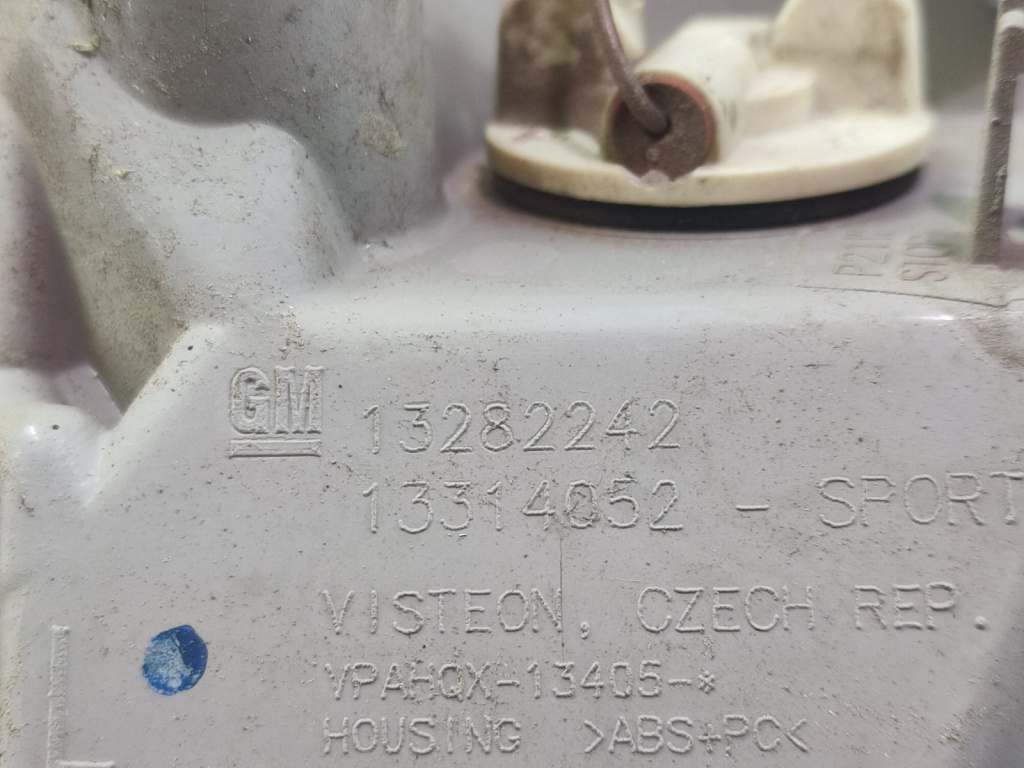 GM 13282242
13314052 - SPORT
VISTEON, CZECH REP.
VPAHQX-13405-*
HOUSING >ABS+PC<